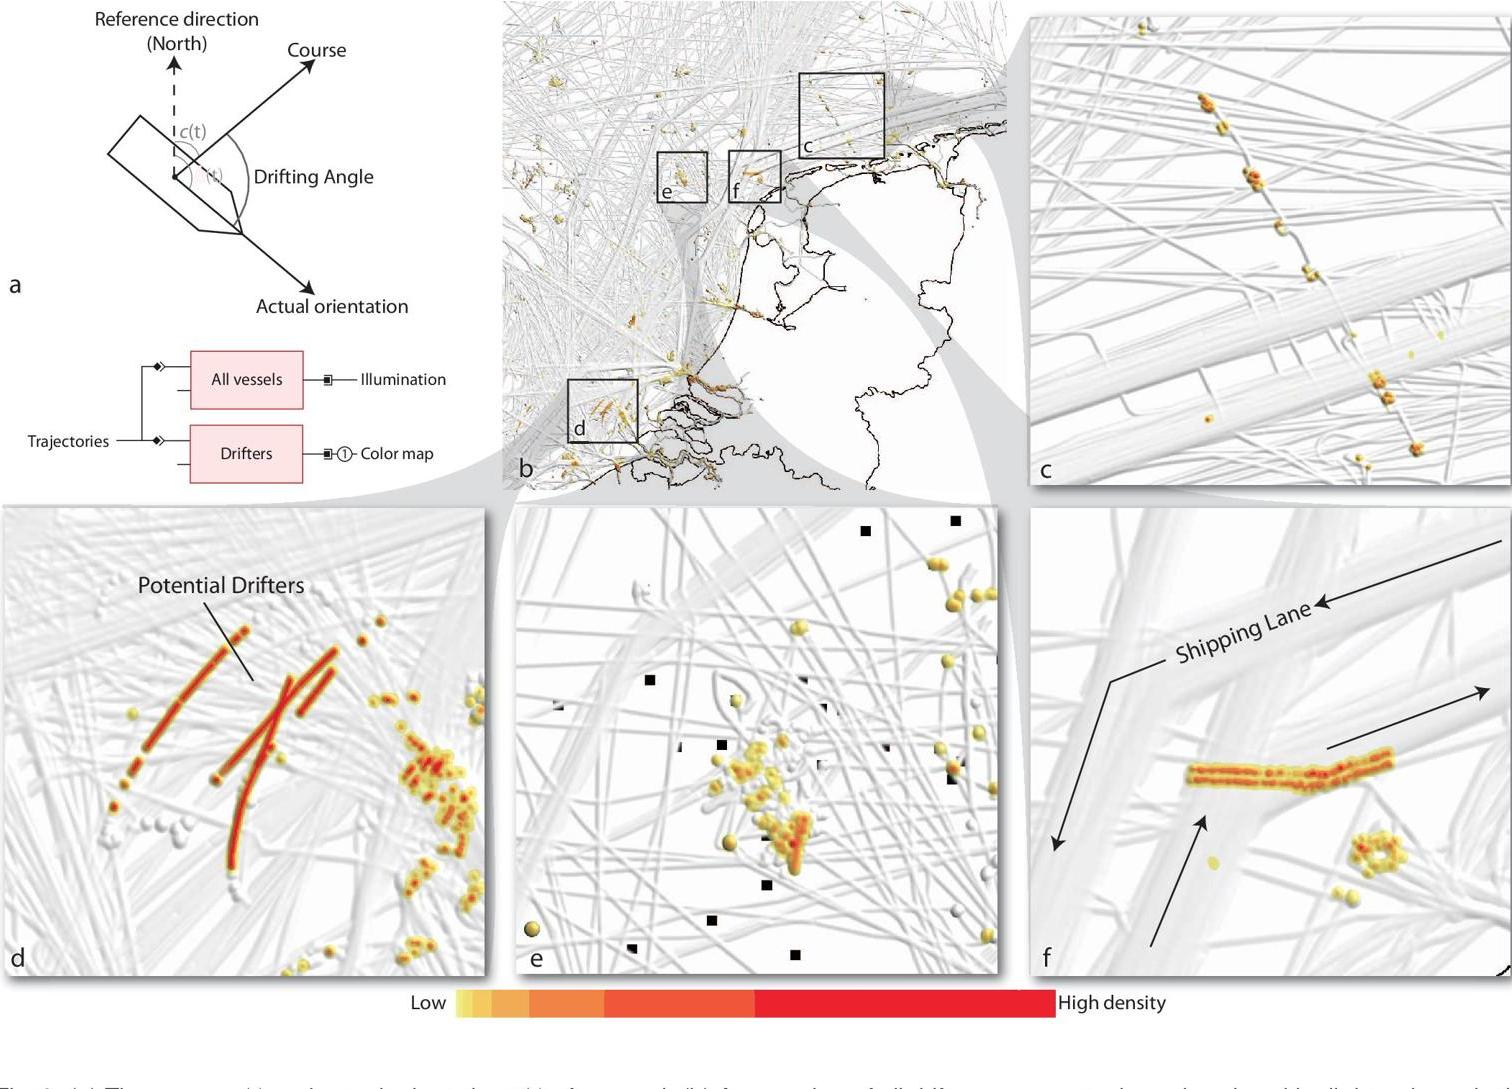 Reference direction
(North)
Course
c(t)
(t)
Drifting Angle
a
Actual orientation
All vessels
Illumination
Trajectories
Drifters
1
Color map
b
c
d
e
f
c
Potential Drifters
d
e
Shipping Lane
f
Low
High density